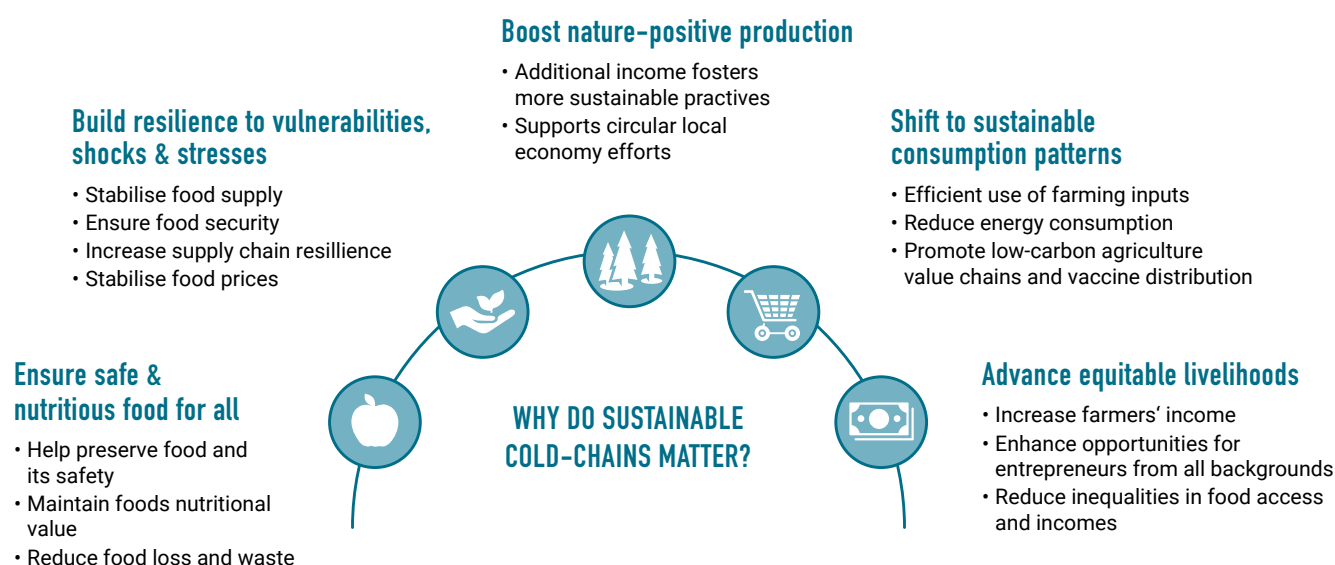 Boost nature-positive production
• Additional income fosters
more sustainable practives
• Supports circular local
economy efforts
Build resilience to vulnerabilities,
shocks & stresses
• Stabilise food supply
• Ensure food security
• Increase supply chain resillience
• Stabilise food prices
Shift to sustainable
consumption patterns
• Efficient use of farming inputs
• Reduce energy consumption
• Promote low-carbon agriculture
value chains and vaccine distribution
Ensure safe &
nutritious food for all
• Help preserve food and
its safety
• Maintain foods nutritional
value
• Reduce food loss and waste
WHY DO SUSTAINABLE
COLD-CHAINS MATTER?
Advance equitable livelihoods
• Increase farmers‘ income
• Enhance opportunities for
entrepreneurs from all backgrounds
• Reduce inequalities in food access
and incomes